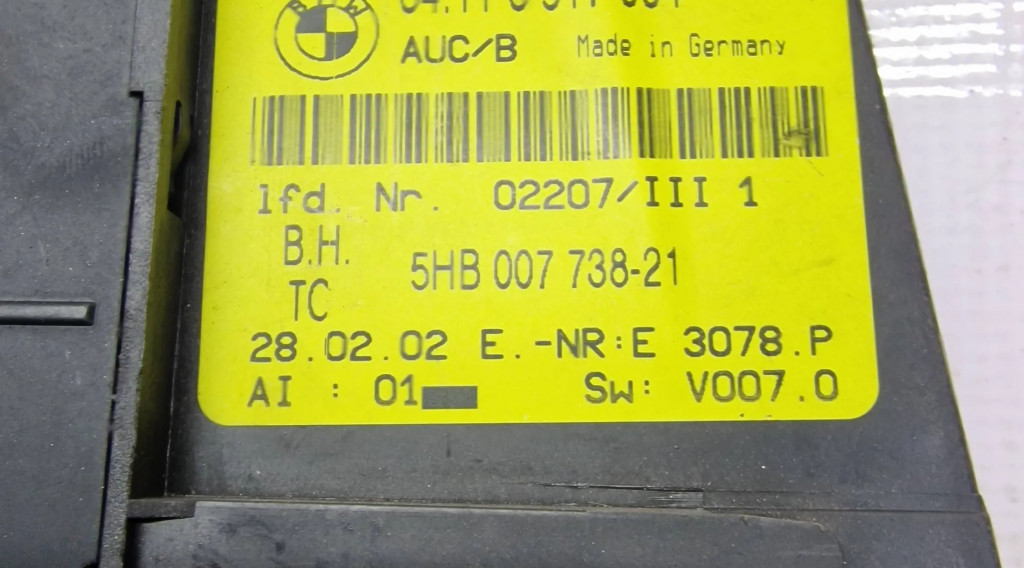 AUC/B Made in Germany
lfd. Nr. 02207/III 1
B.H.
TC 5HB 007 738-21
28.02.02 E.-NR:E 3078.P
AI : 01 Sw: V007.0